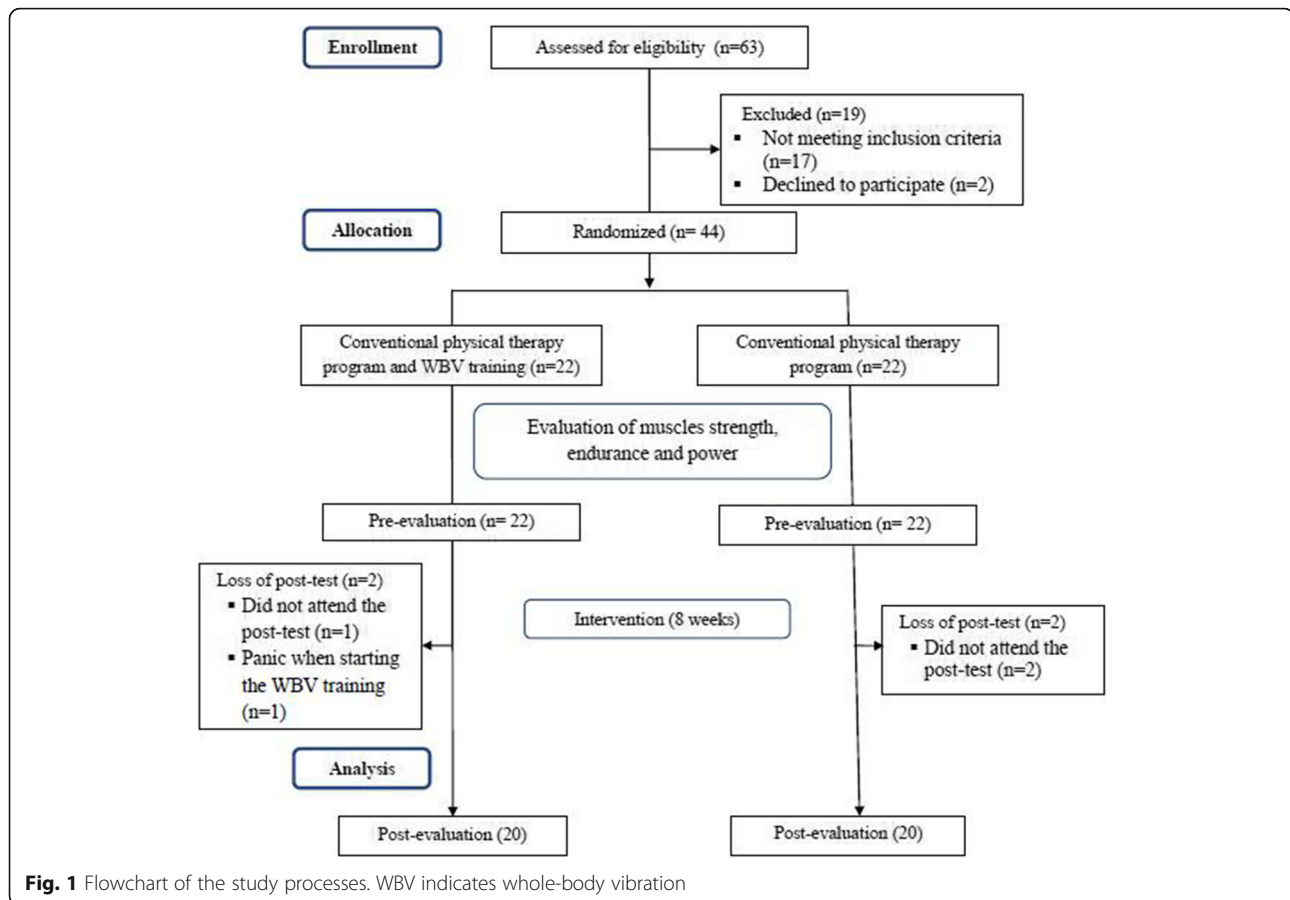 Enrollment
Assessed for eligibility (n=63)
Excluded (n=19)
▪ Not meeting inclusion criteria
(n=17)
▪ Declined to participate (n=2)
Allocation
Randomized (n= 44)
Conventional physical therapy
program and WBV training (n=22)
Conventional physical therapy
program (n=22)
Evaluation of muscles strength,
endurance and power
Pre-evaluation (n= 22)
Pre-evaluation (n= 22)
Loss of post-test (n=2)
▪ Did not attend the
post-test (n=1)
▪ Panic when starting
the WBV training
(n=1)
Intervention (8 weeks)
Loss of post-test (n=2)
▪ Did not attend the
post-test (n=2)
Analysis
Post-evaluation (20)
Post-evaluation (20)
Fig. 1 Flowchart of the study processes. WBV indicates whole-body vibration